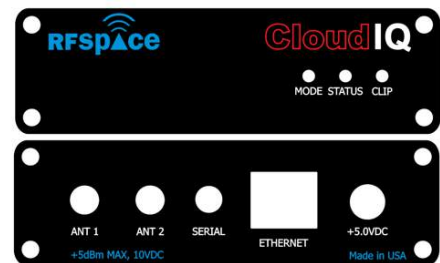 RFSPACE
CloudIQ
MODE STATUS CLIP
ANT 1 ANT 2 SERIAL ETHERNET +5.0VDC
+5dBm MAX, 10VDC Made in USA